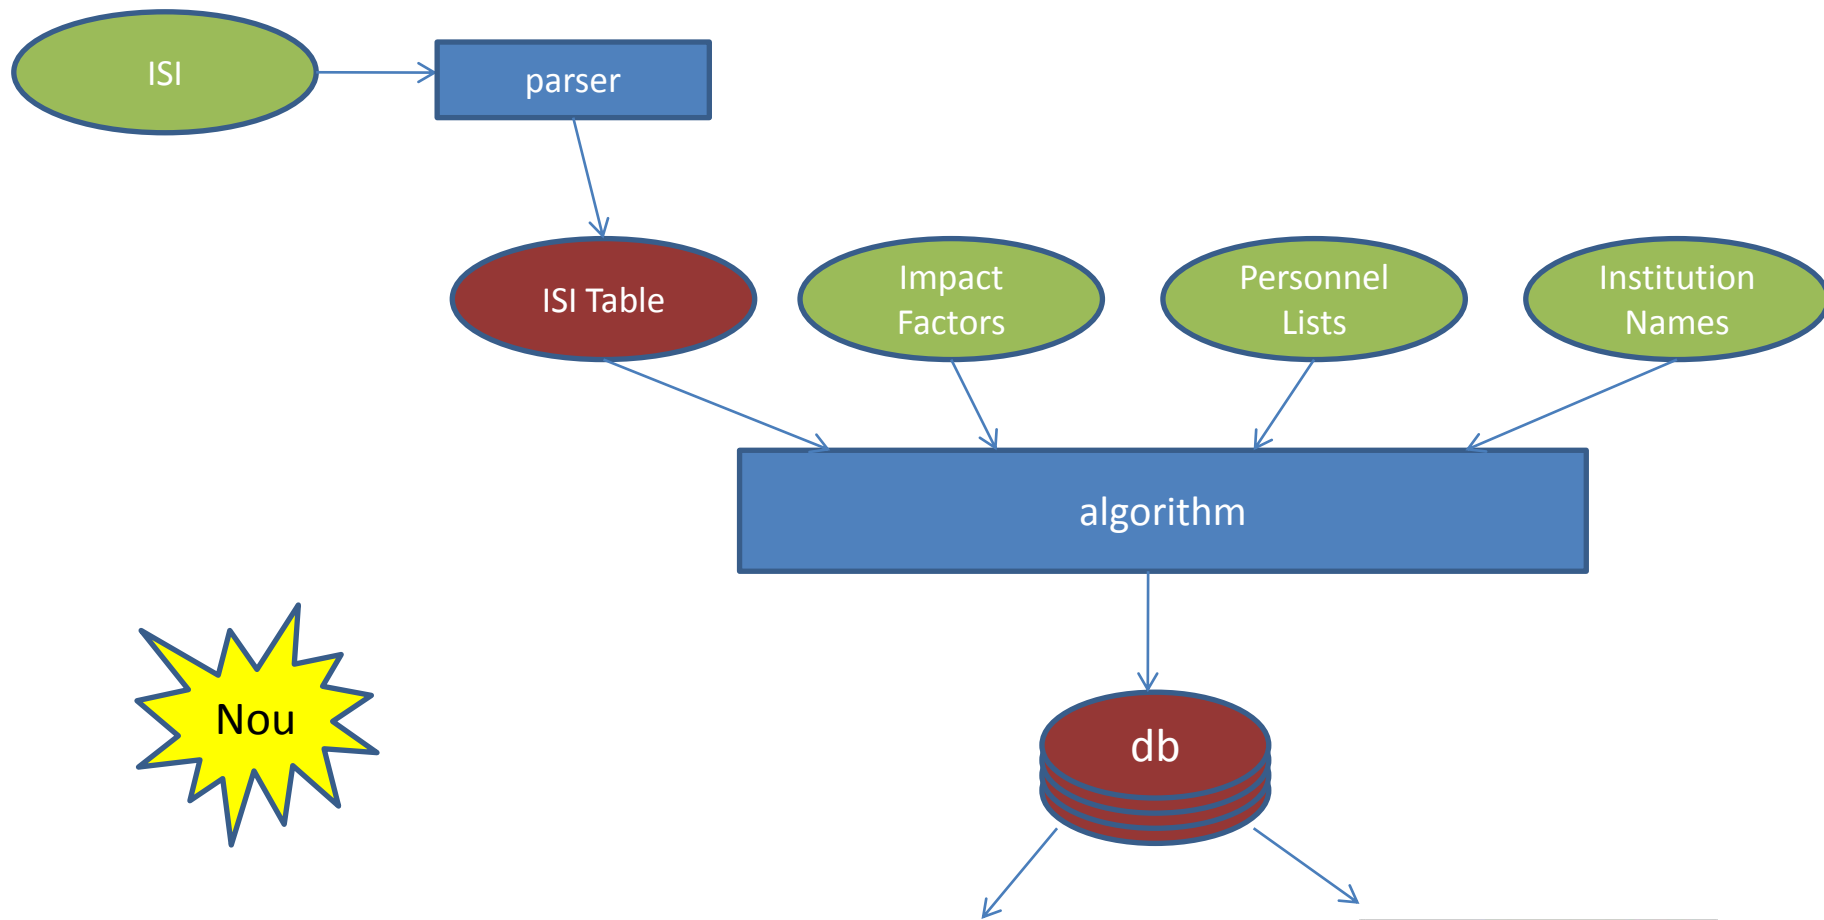 ISI
parser
ISI Table
Impact
Factors
Personnel
Lists
Institution
Names
algorithm
Nou
db